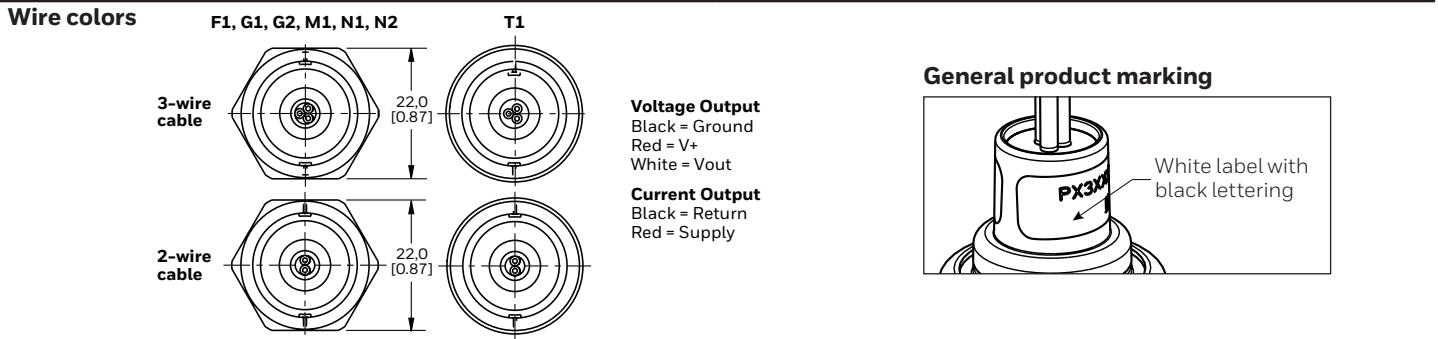 Wire colors
F1, G1, G2, M1, N1, N2
T1
3-wire
cable
22,0
[0.87]
2-wire
cable
22,0
[0.87]
Voltage Output
Black = Ground
Red = V+
White = Vout
Current Output
Black = Return
Red = Supply
General product marking
PX3XX
White label with
black lettering